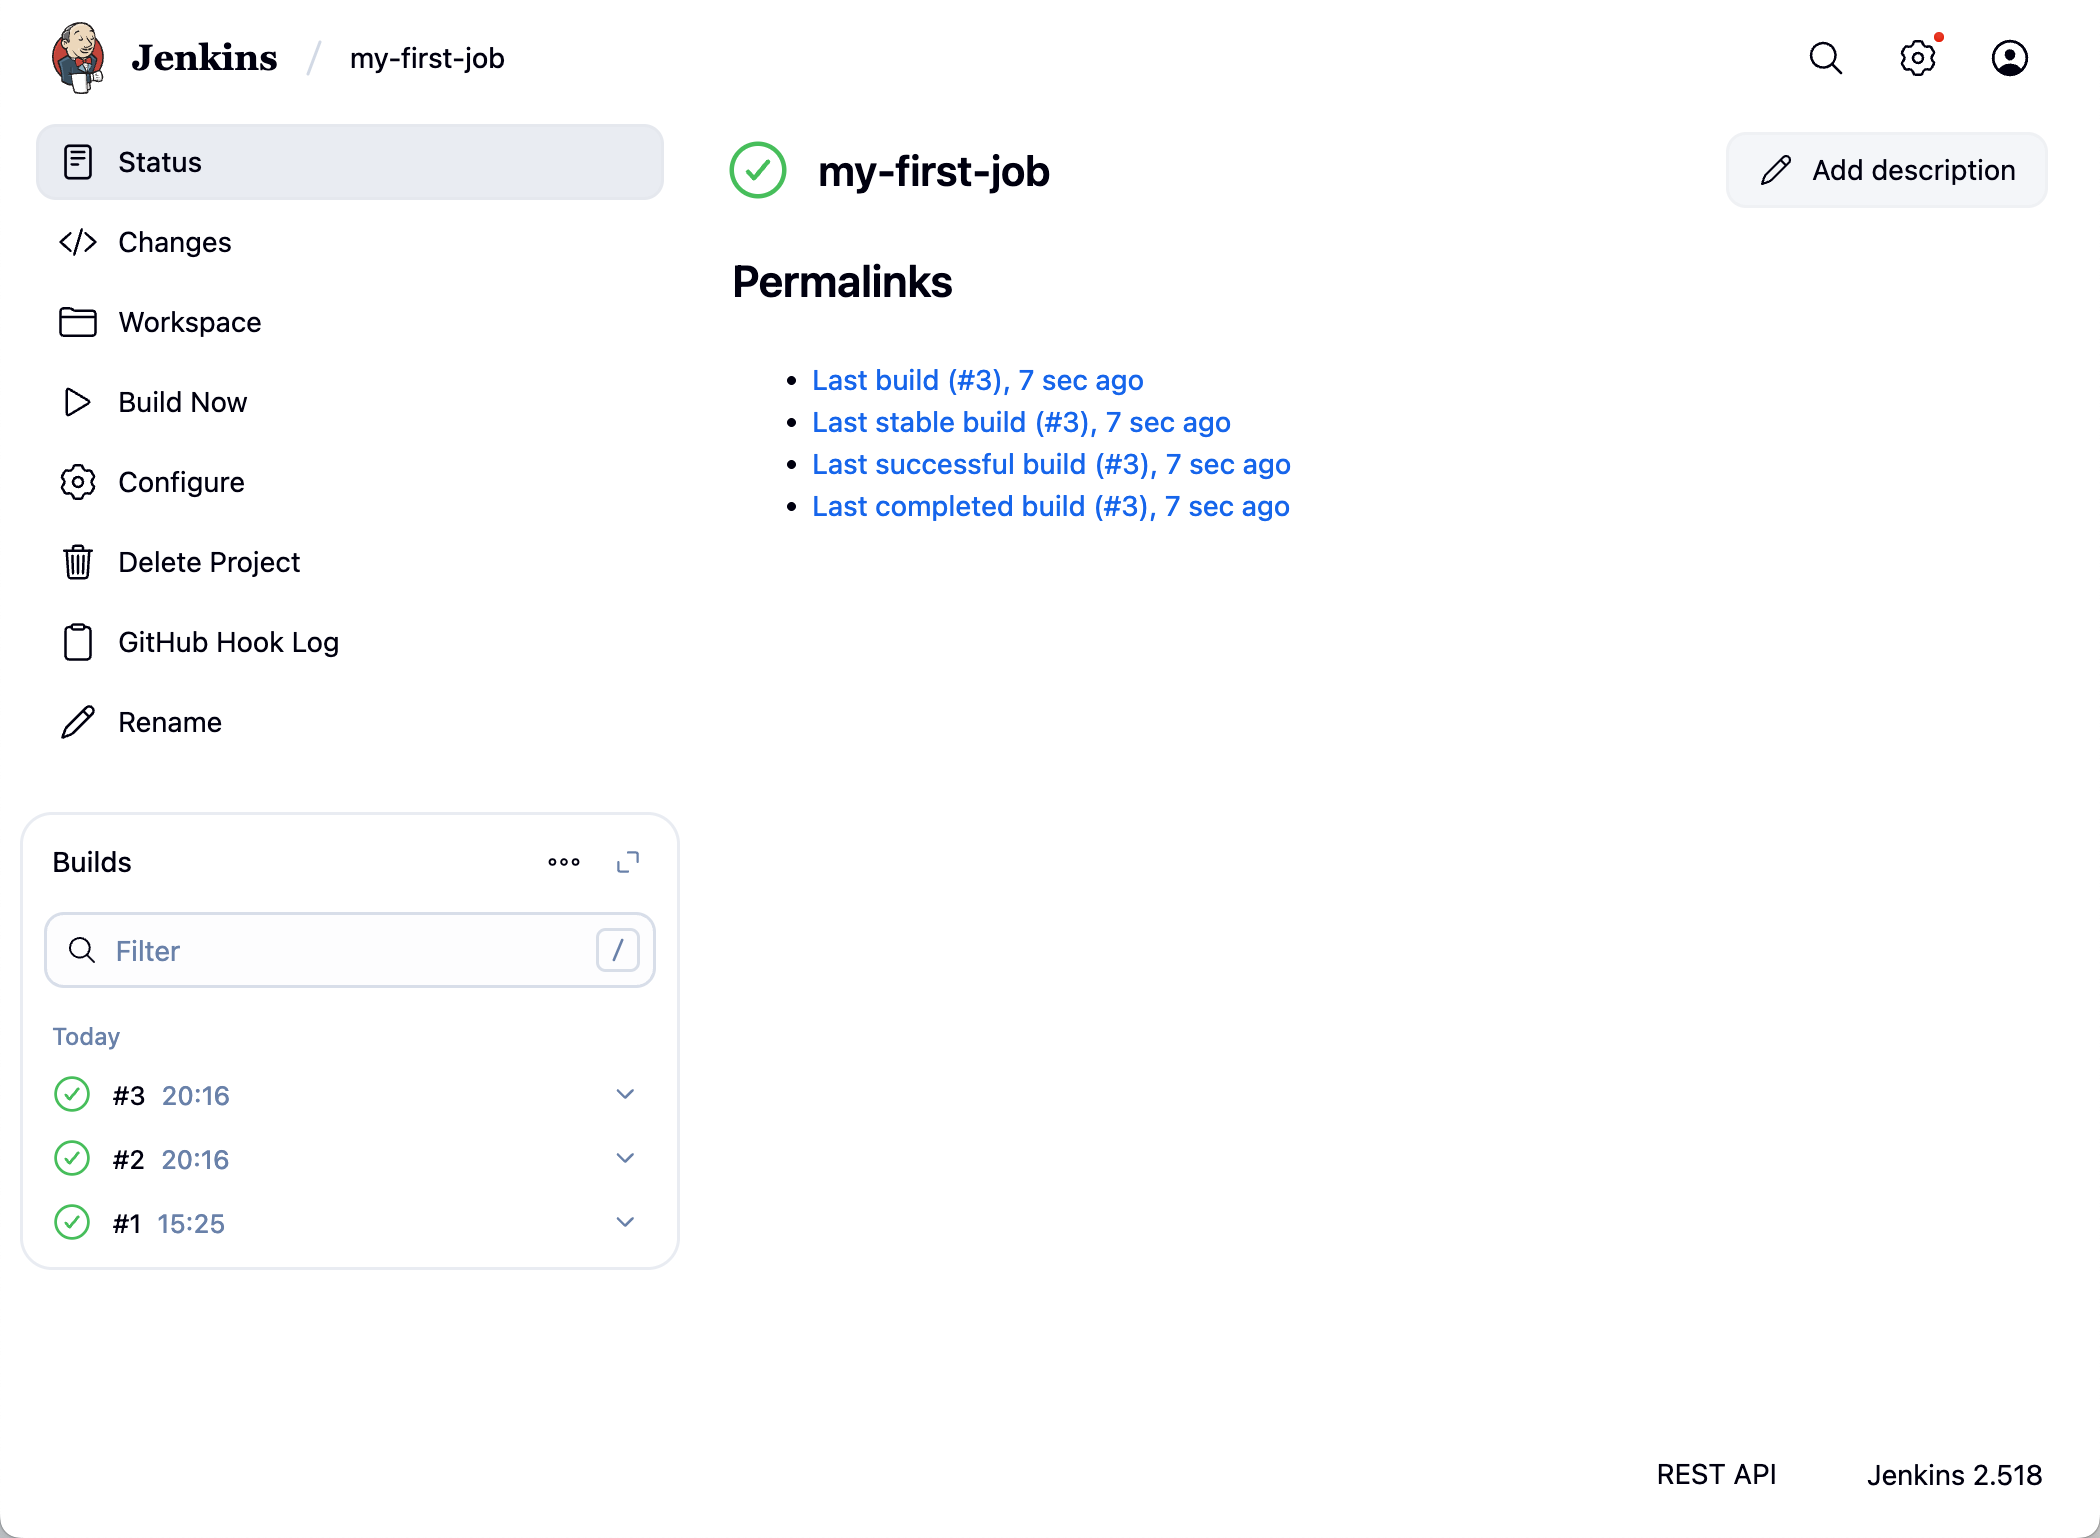 Jenkins / my-first-job
Status
Changes
Workspace
Build Now
Configure
Delete Project
GitHub Hook Log
Rename
Builds
Filter /
Today
#3 20:16
#2 20:16
#1 15:25
my-first-job
Add description
Permalinks
Last build (#3), 7 sec ago
Last stable build (#3), 7 sec ago
Last successful build (#3), 7 sec ago
Last completed build (#3), 7 sec ago
REST API
Jenkins 2.518